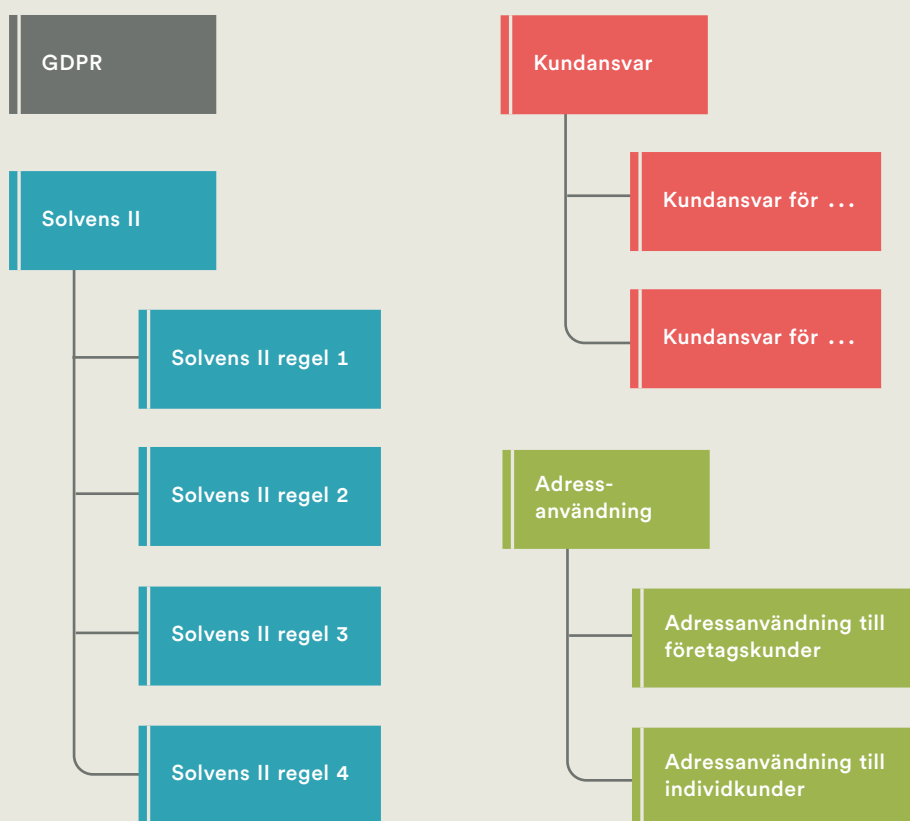 GDPR
Solvens II
Solvens II regel 1
Solvens II regel 2
Solvens II regel 3
Solvens II regel 4
Kundansvar
Kundansvar för ...
Kundansvar för ...
Adress-
användning
Adressanvändning till
företagskunder
Adressanvändning till
individkunder